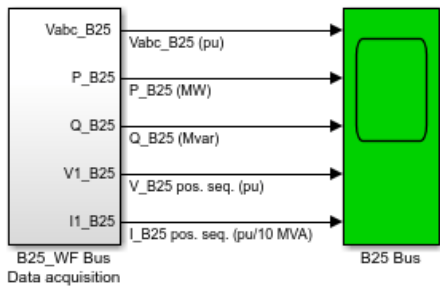 Vabc_B25
Vabc_B25 (pu)
P_B25
P_B25 (MW)
Q_B25
Q_B25 (Mvar)
V1_B25
V_B25 pos. seq. (pu)
I1_B25
I_B25 pos. seq. (pu/10 MVA)
B25_WF Bus
Data acquisition
B25 Bus